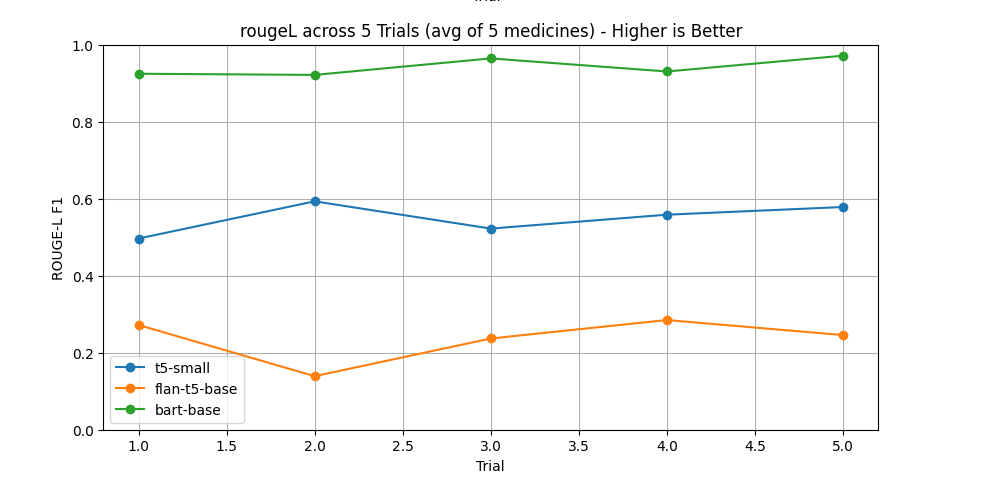 rougeL across 5 Trials (avg of 5 medicines) - Higher is Better
1.0
0.8
0.6
0.4
0.2
0.0
ROUGE-L F1
t5-small
flan-t5-base
bart-base
1.0 1.5 2.0 2.5 3.0 3.5 4.0 4.5 5.0
Trial